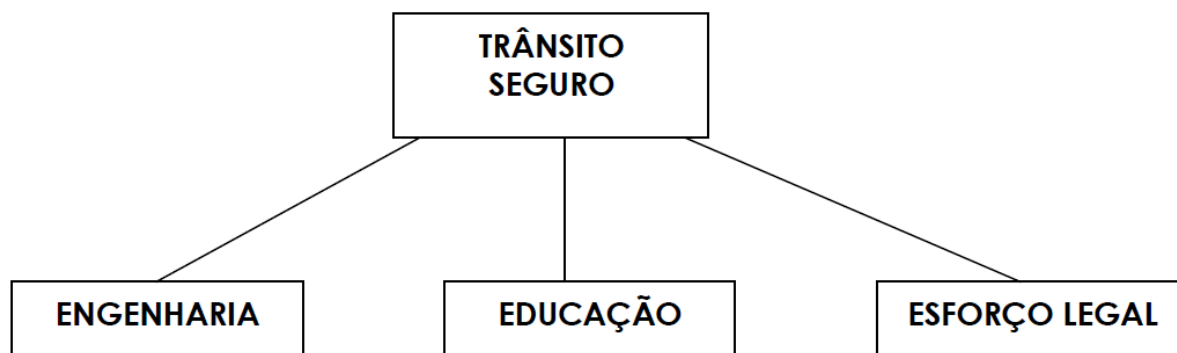 TRÂNSITO
SEGURO
ENGENHARIA
EDUCAÇÃO
ESFORÇO LEGAL